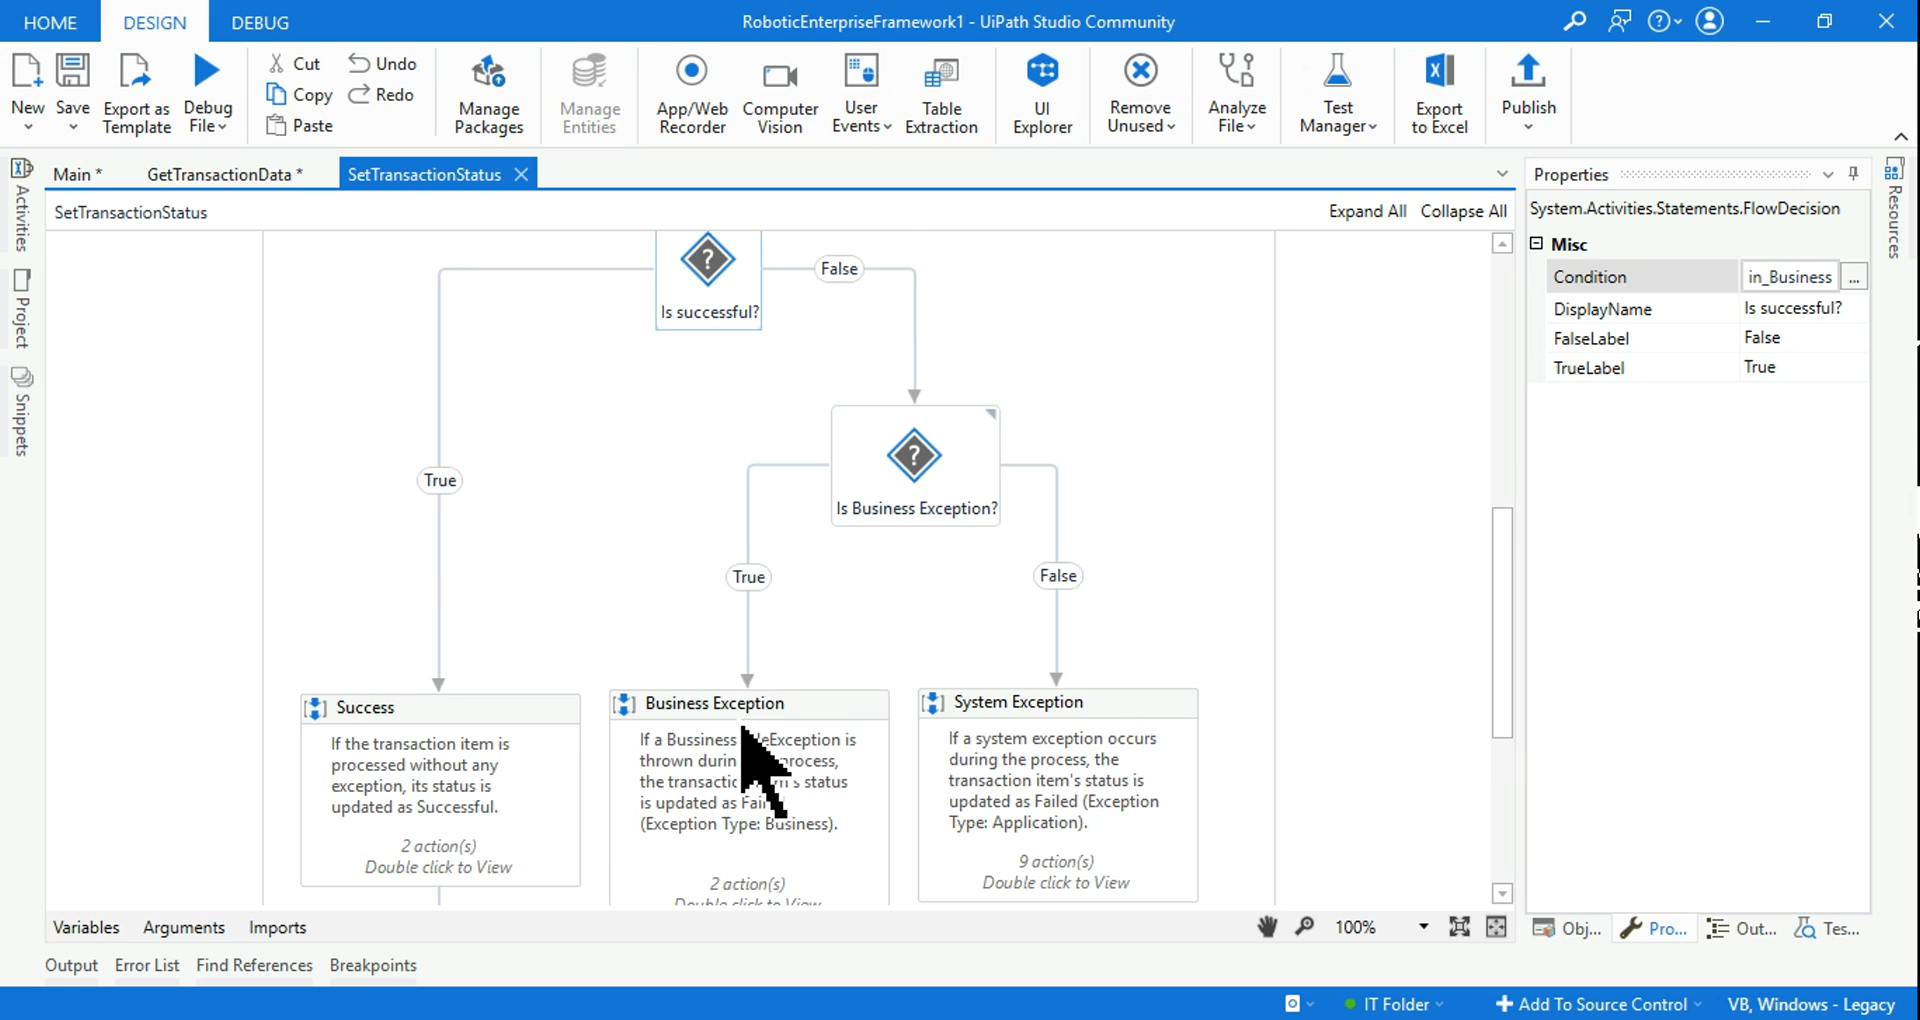 HOME
DESIGN
DEBUG
RoboticEnterpriseFramework1 - UiPath Studio Community
New
Save
Export as
Template
Debug
File
Cut
Copy
Paste
Undo
Redo
Manage
Packages
Manage
Entities
App/Web
Recorder
Computer
Vision
User
Events
Table
Extraction
UI
Explorer
Remove
Unused
Analyze
File
Test
Manager
Export
to Excel
Publish
Activities
Project
Snippets
Main *
GetTransactionData *
SetTransactionStatus
SetTransactionStatus
Expand All
Collapse All
Is successful?
False
True
Is Business Exception?
True
False
Success
If the transaction item is
processed without any
exception, its status is
updated as Successful.
2 action(s)
Double click to View
Business Exception
If a Bussiness
is
thrown
process,
the
status
is updated as
(Exception Type: Business).
2 action(s)
Double click to View
System Exception
If a system exception occurs
during the process, the
transaction item's status is
updated as Failed (Exception
Type: Application).
9 action(s)
Double click to View
Properties
System.Activities.Statements.FlowDecision
Misc
Condition in_Business ...
DisplayName Is successful?
FalseLabel False
TrueLabel True
Resources
Variables
Arguments
Imports
100%
Obj...
Pro...
Out...
Tes...
Output
Error List
Find References
Breakpoints
IT Folder
Add To Source Control
VB, Windows - Legacy